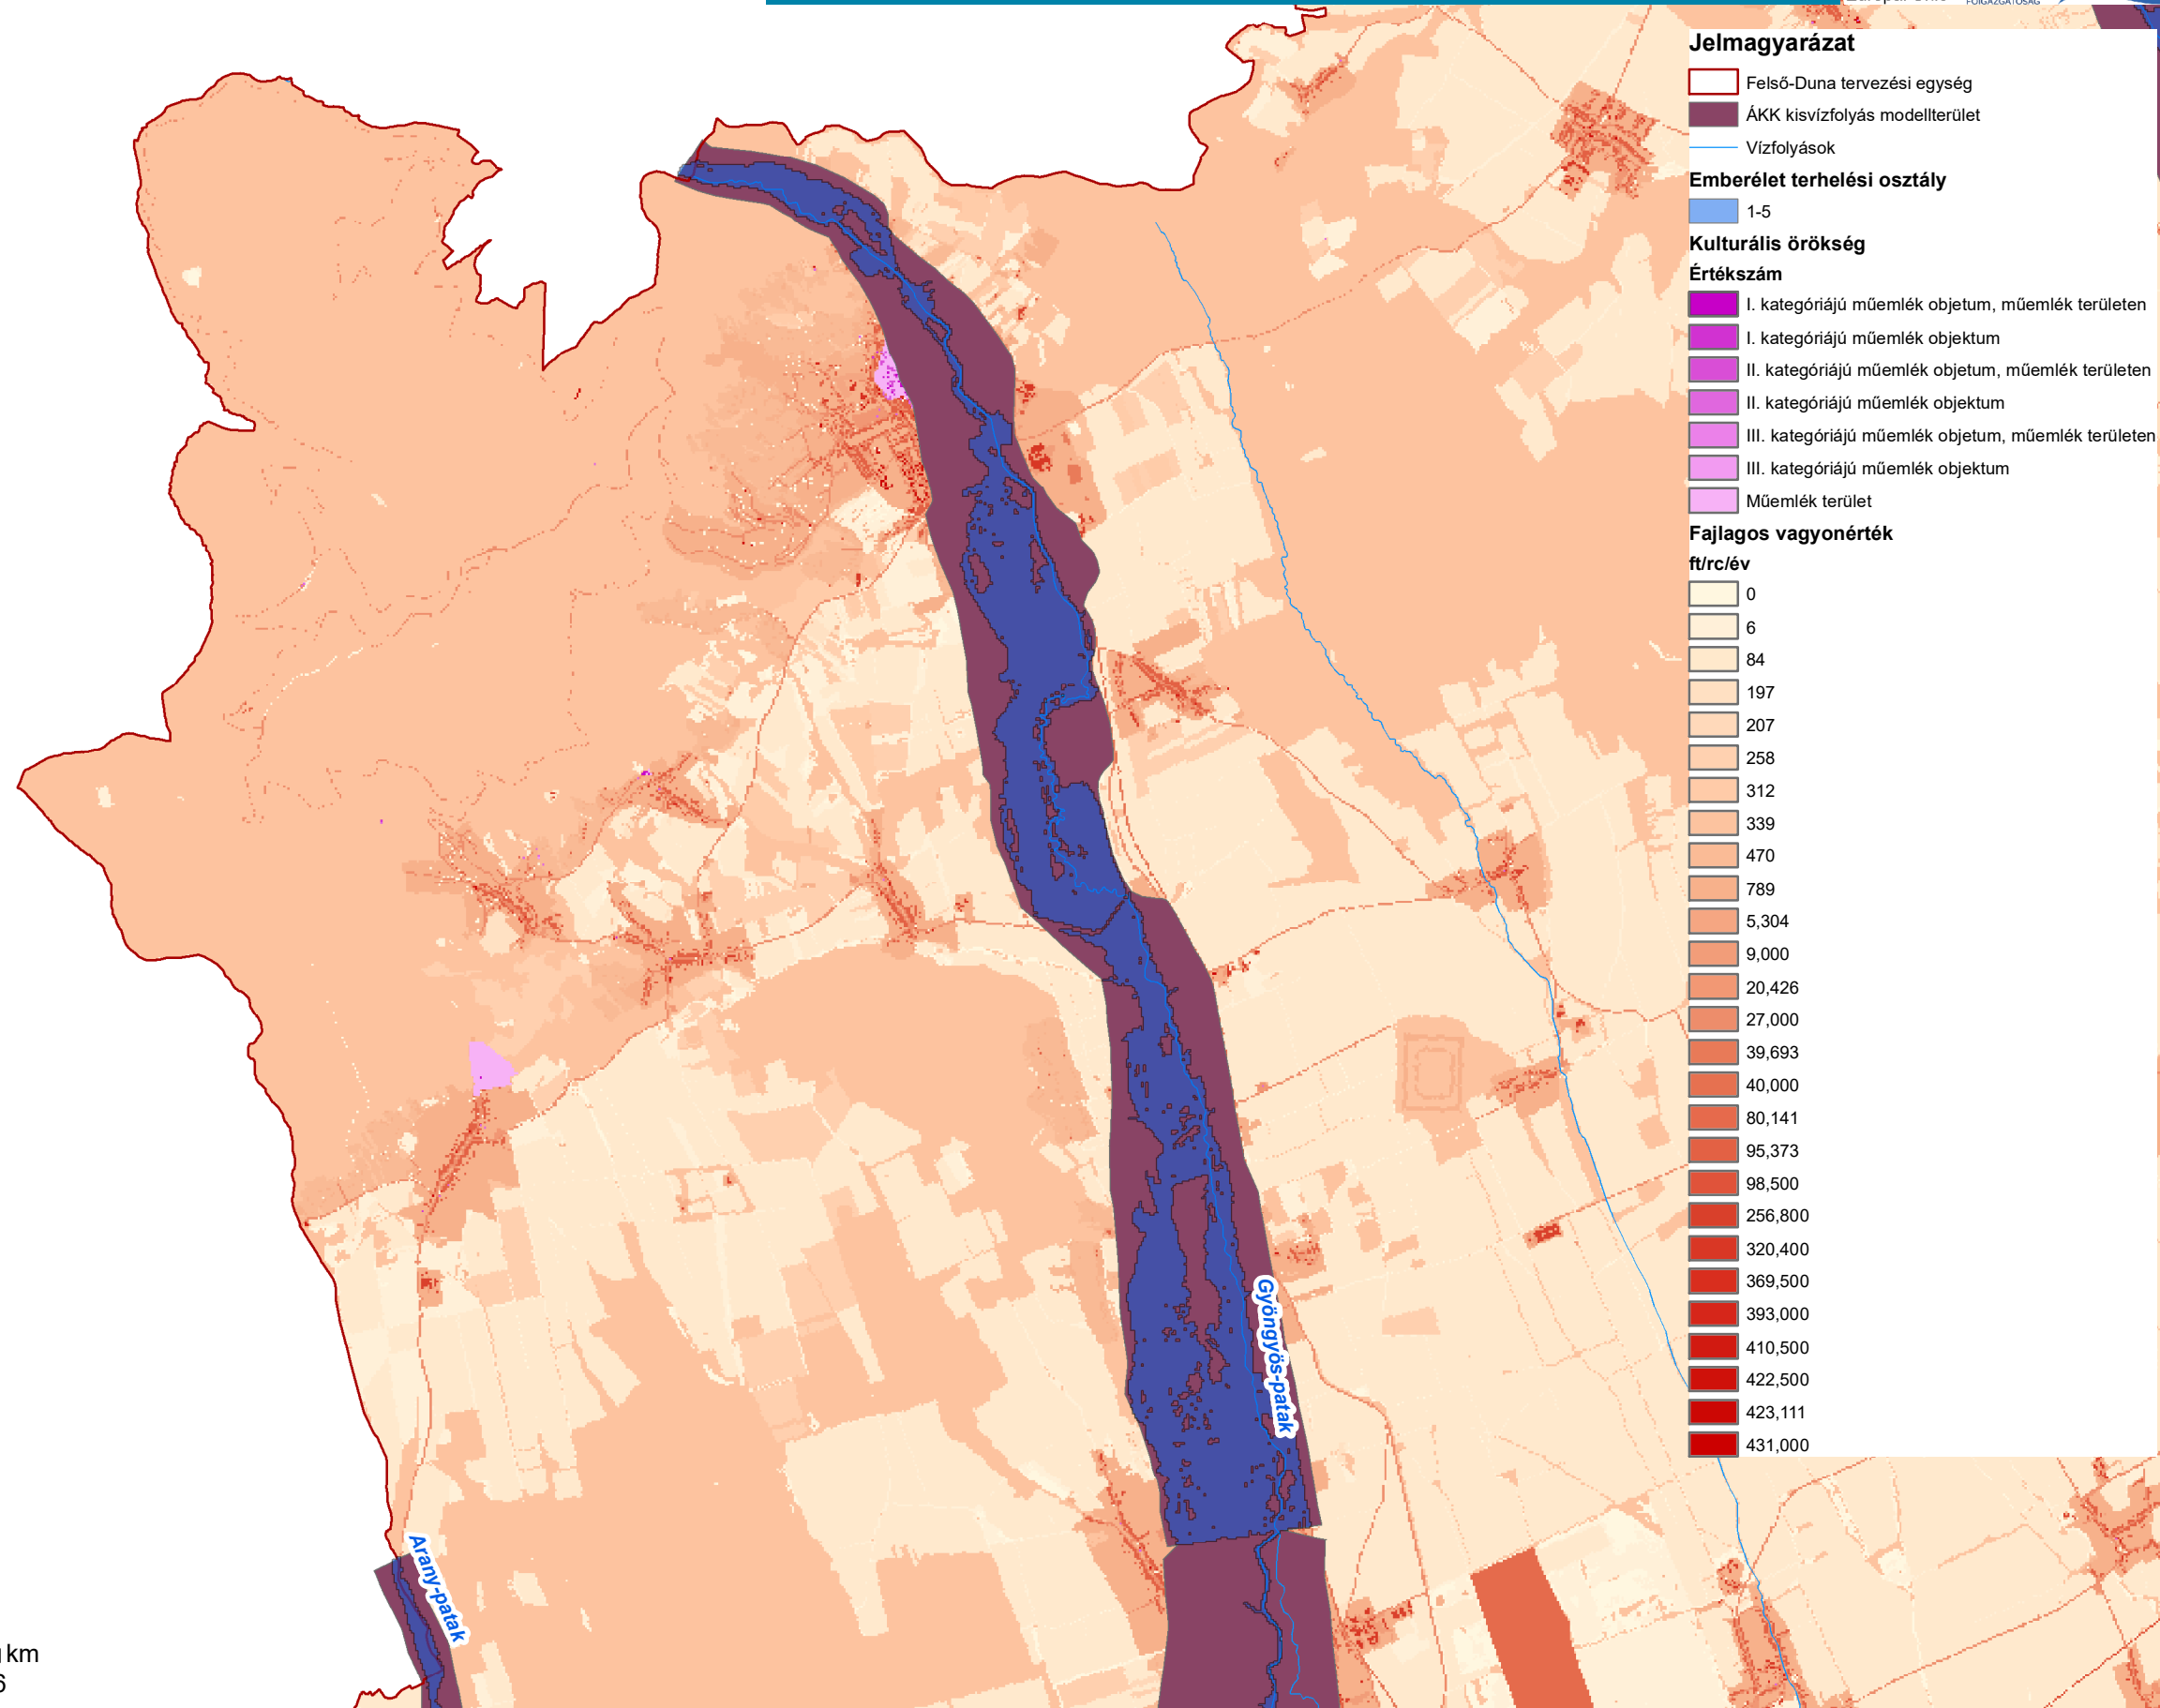 Jelmagyarázat
Felső-Duna tervezési egység
ÁKK kisvízfolyás modellterület
Vízfolyások
Emberélet terhelési osztály
1-5
Kulturális örökség
Értékszám
I. kategóriájú műemlék objetum, műemlék területen
I. kategóriájú műemlék objektum
II. kategóriájú műemlék objetum, műemlék területen
II. kategóriájú műemlék objektum
III. kategóriájú műemlék objetum, műemlék területen
III. kategóriájú műemlék objektum
Műemlék terület
Fajlagos vagyonérték
ft/rc/év
0
6
84
197
207
258
312
339
470
789
5,304
9,000
20,426
27,000
39,693
40,000
80,141
95,373
98,500
256,800
320,400
369,500
393,000
410,500
422,500
423,111
431,000
Gyöngyös-patak
Arany-patak
km
6